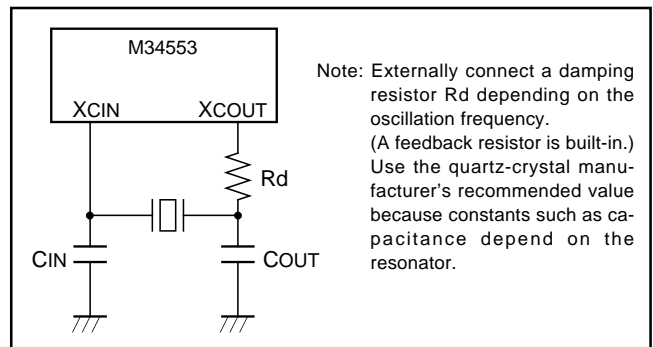 M34553
XCIN XCOUT
Rd
CIN COUT
Note: Externally connect a damping
resistor Rd depending on the
oscillation frequency.
(A feedback resistor is built-in.)
Use the quartz-crystal manu-
facturer's recommended value
because constants such as ca-
pacitance depend on the
resonator.